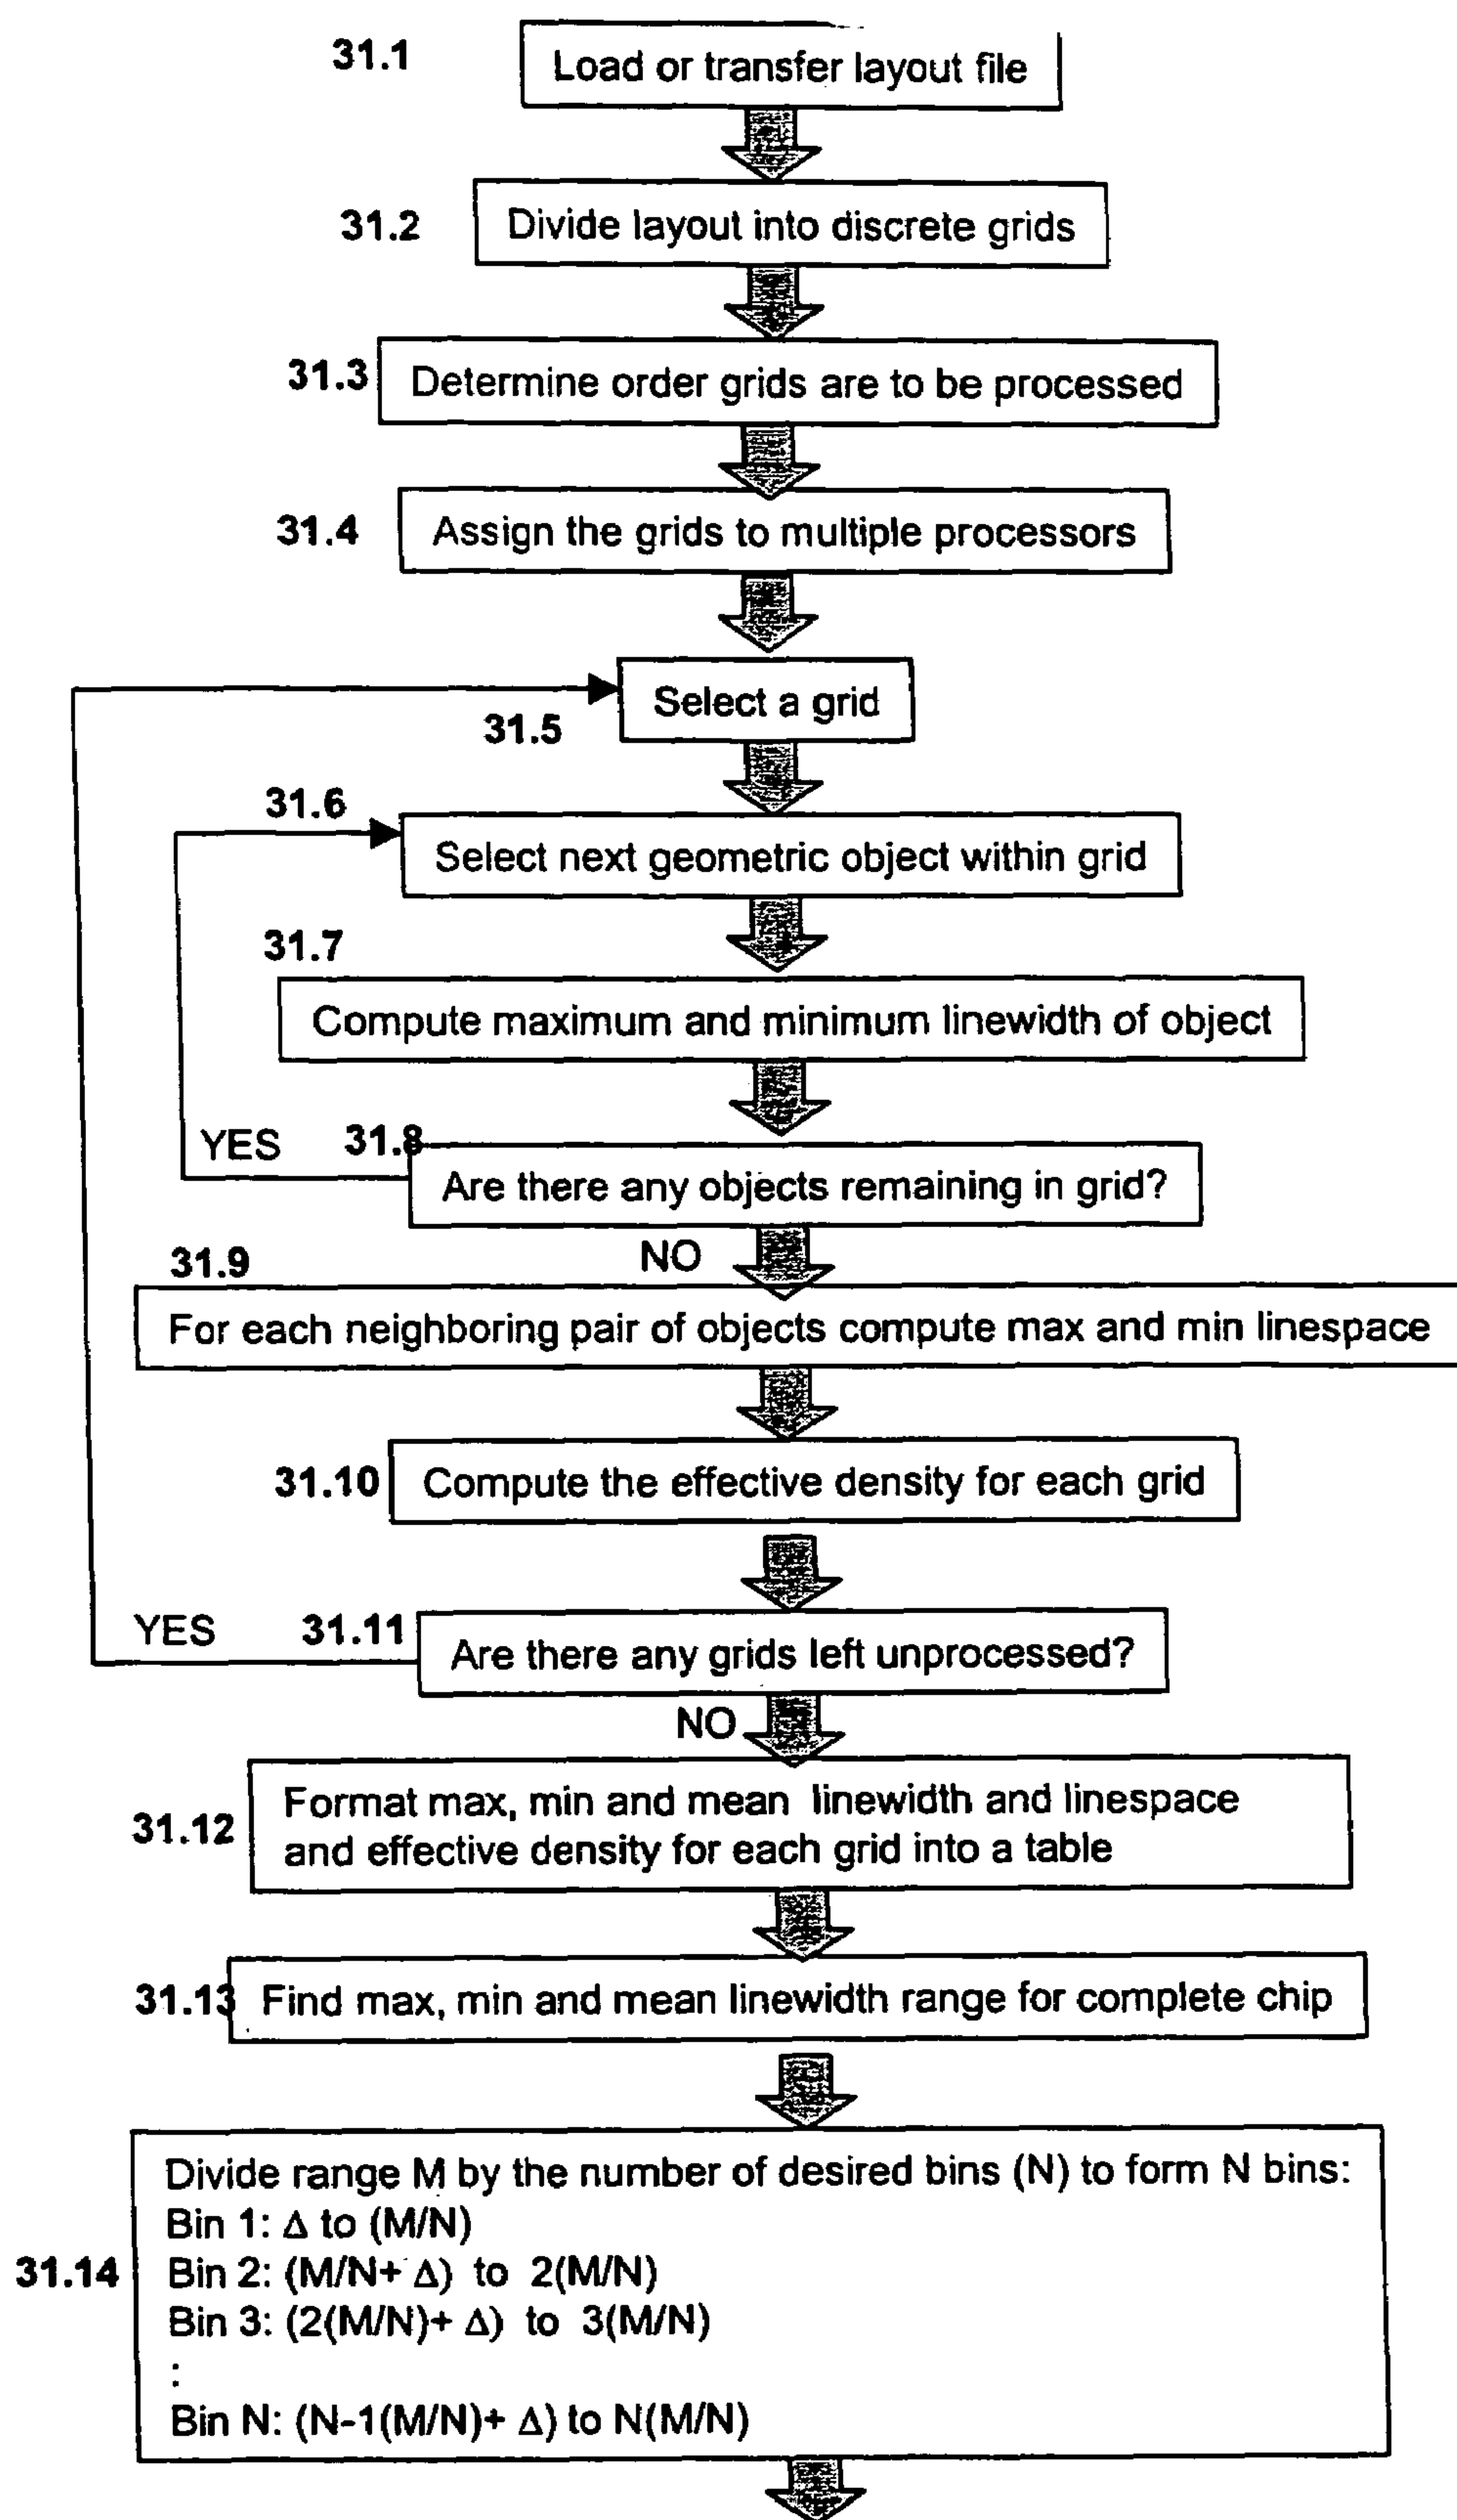 31.1
Load or transfer layout file
31.2
Divide layout into discrete grids
31.3
Determine order grids are to be processed
31.4
Assign the grids to multiple processors
Select a grid
31.5
31.6
Select next geometric object within grid
31.7
Compute maximum and minimum linewidth of object
YES
31.8
Are there any objects remaining in grid?
NO
31.9
For each neighboring pair of objects compute max and min linespace
31.10
Compute the effective density for each grid
YES
31.11
Are there any grids left unprocessed?
NO
31.12
Format max, min and mean linewidth and linespace
and effective density for each grid into a table
31.13
Find max, min and mean linewidth range for complete chip
31.14
Divide range M by the number of desired bins (N) to form N bins:
Bin 1: Δ to (M/N)
Bin 2: (M/N+ Δ) to 2(M/N)
Bin 3: (2(M/N)+ Δ) to 3(M/N)
:
Bin N: (N-1(M/N)+ Δ) to N(M/N)